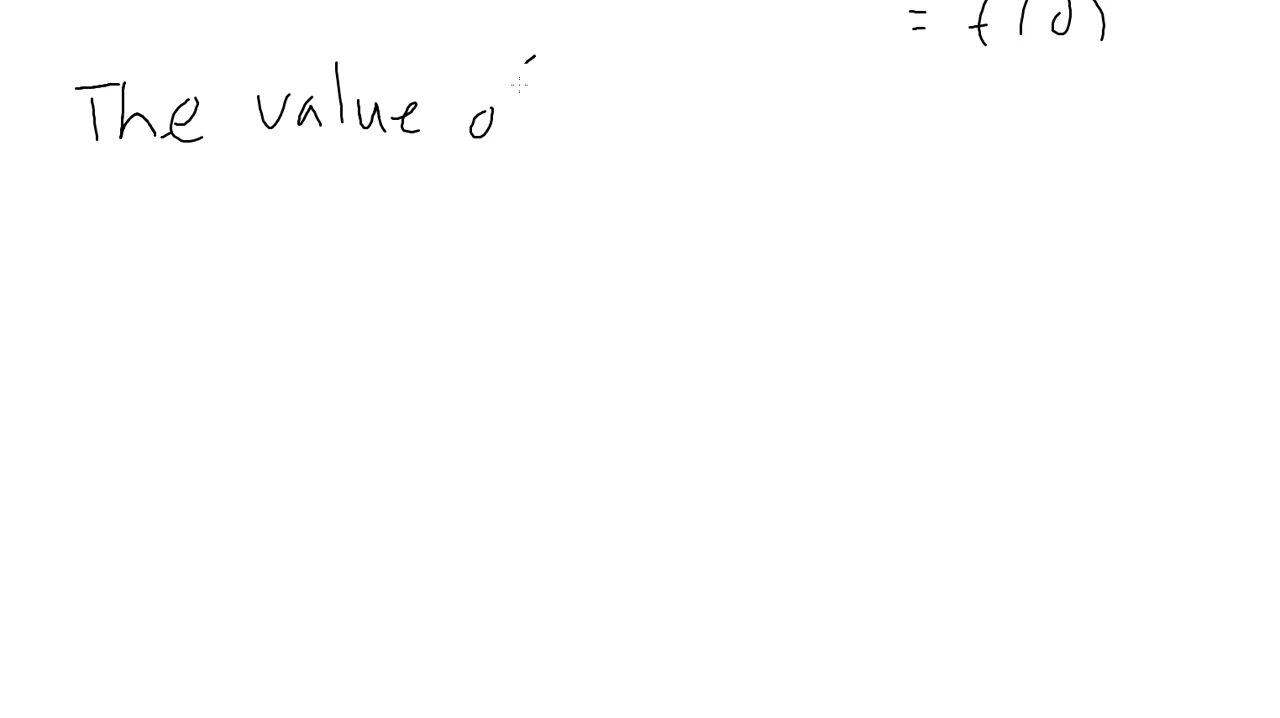 = f(0)
The value o